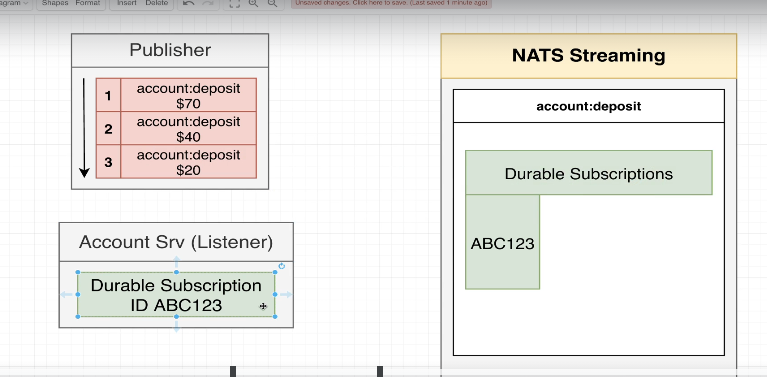 Shapes Format Insert Delete
Unsaved changes. Click here to save. (Last saved 1 minute ago)
Publisher
1 account:deposit
$70
2 account:deposit
$40
3 account:deposit
$20
Account Srv (Listener)
Durable Subscription
ID ABC123
NATS Streaming
account:deposit
Durable Subscriptions
ABC123